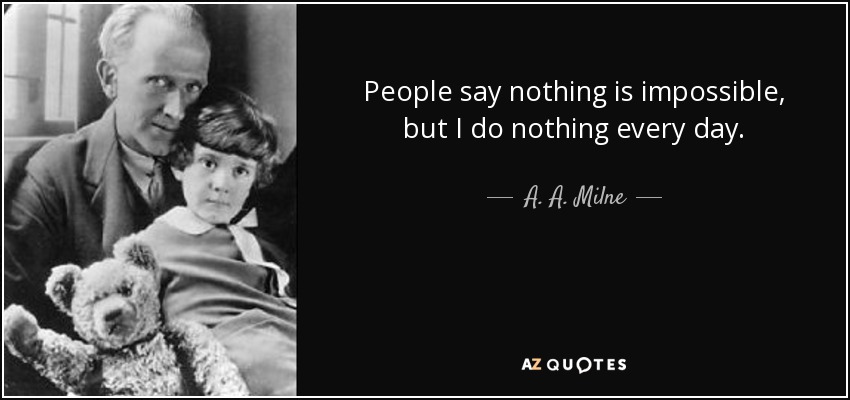 People say nothing is impossible,
but I do nothing every day.
A. A. Milne
AZ QUOTES